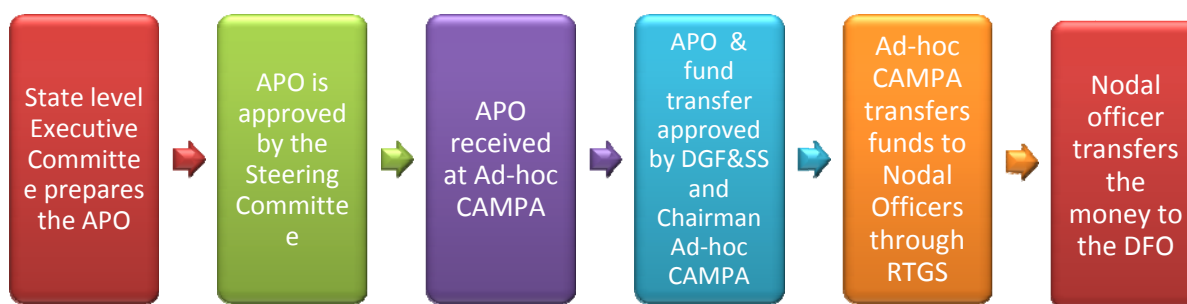 State level
Executive
Committe
e prepares
the APO
APO is
approved
by the
Steering
Committe
e
APO
received
at Ad-hoc
CAMPA
APO &
fund
transfer
approved
by DGF&SS
and
Chairman
Ad-hoc
CAMPA
Ad-hoc
CAMPA
transfers
funds to
Nodal
Officers
through
RTGS
Nodal
officer
transfers
the
money to
the DFO